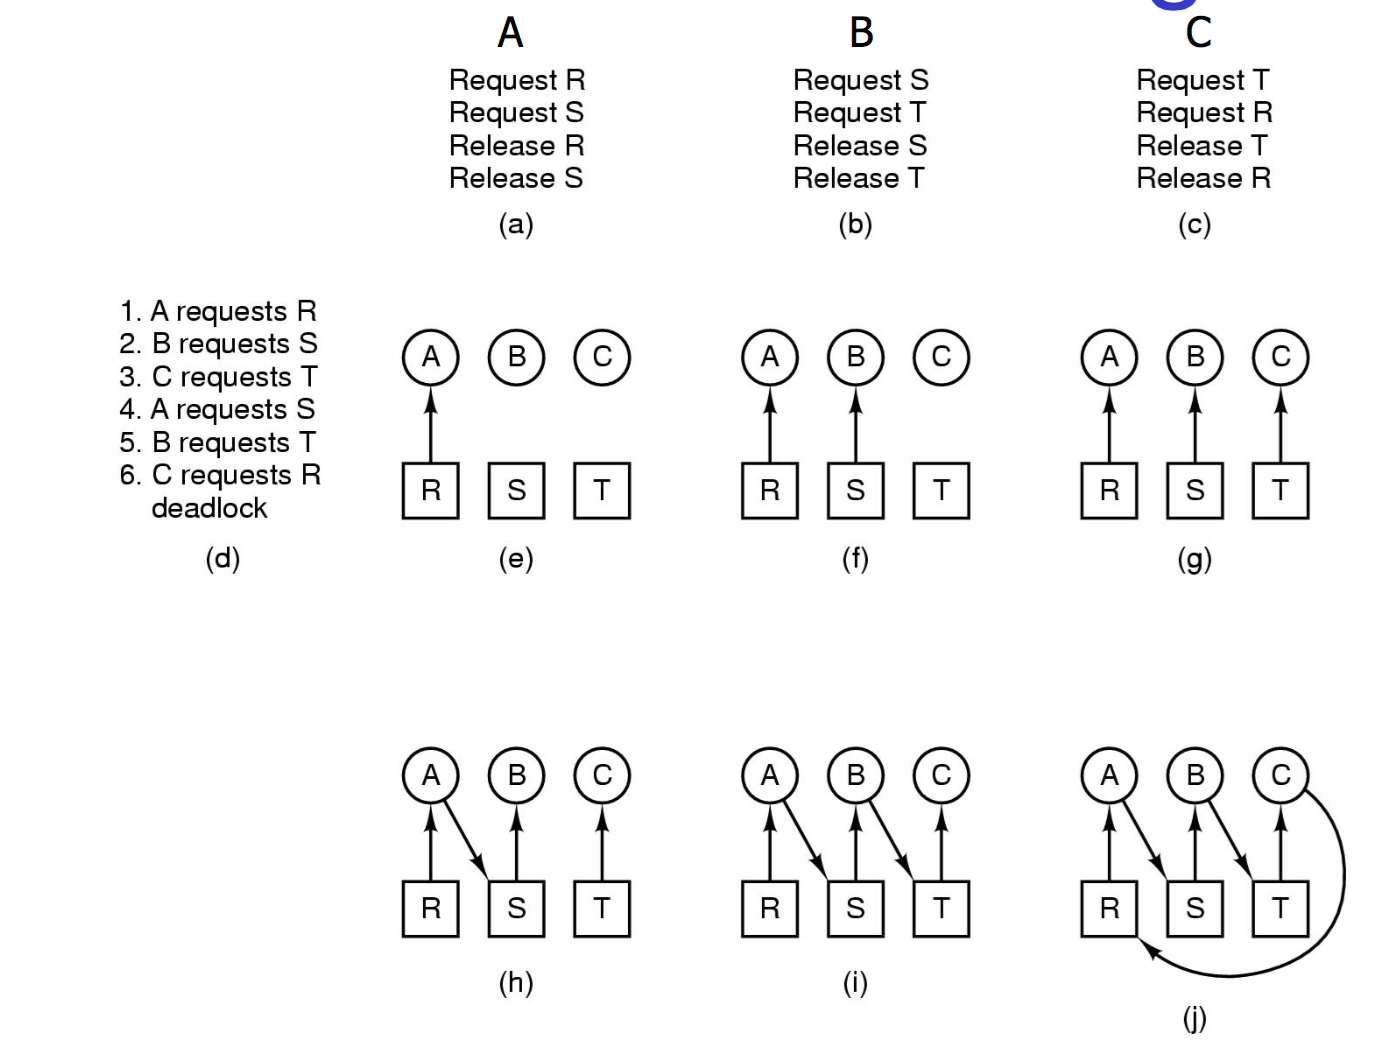 A B C
Request R Request S Request T
Request S Request T Request R
Release R Release S Release T
Release S Release T Release R
(a) (b) (c)
1. A requests R
2. B requests S
3. C requests T
4. A requests S
5. B requests T
6. C requests R
deadlock
(d)
A B C
R S T
(e)
A B C
R S T
(f)
A B C
R S T
(g)
A B C
R S T
(h)
A B C
R S T
(i)
A B C
R S T
(j)